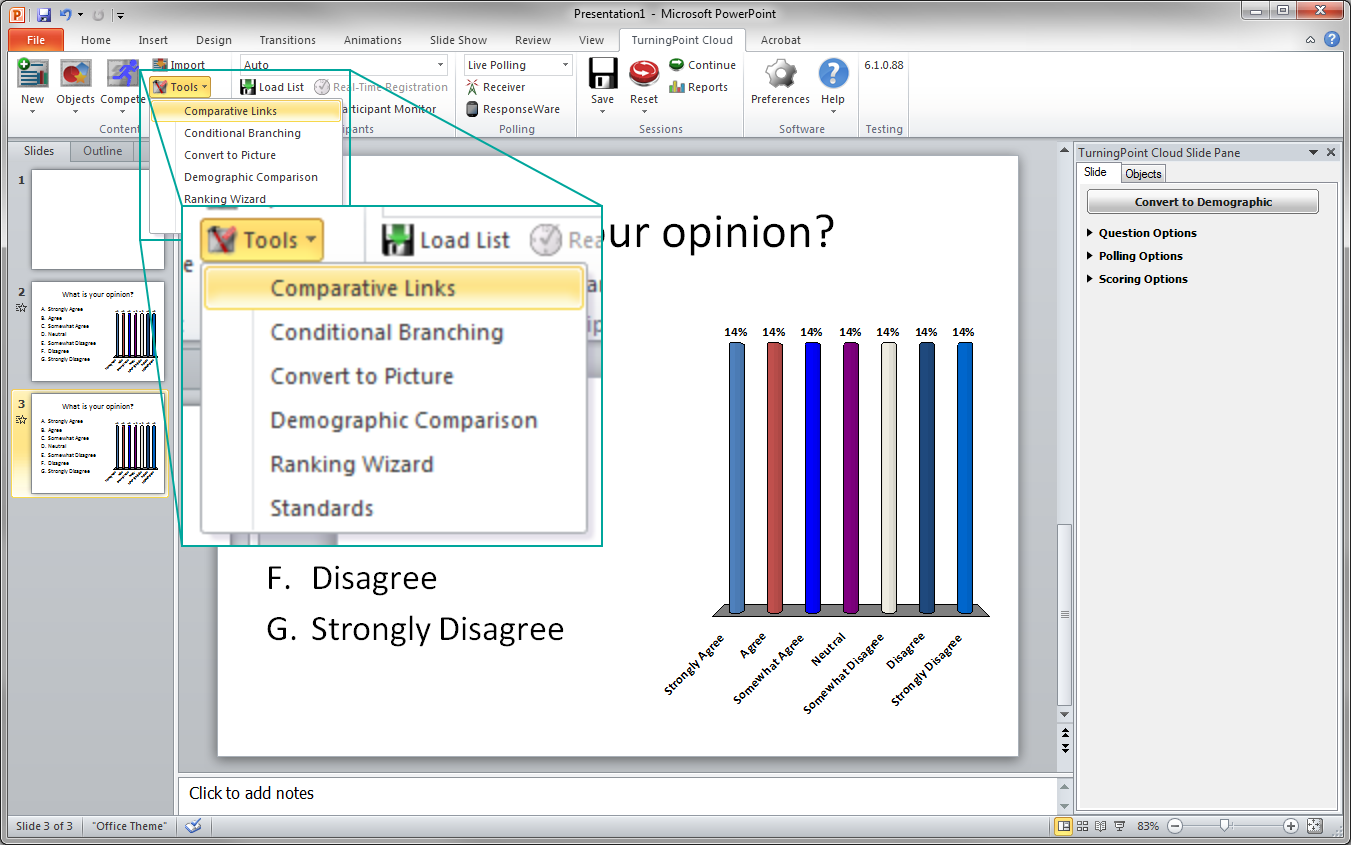 Presentation1 - Microsoft PowerPoint
File Home Insert Design Transitions Animations Slide Show Review View TurningPoint Cloud Acrobat
Import Auto Live Polling Continue 6.1.0.88
Tools Load List Real-Time Registration Receiver Reports
New Objects Compete Save Reset Preferences Help
Comparative Links articipant Monitor ResponseWare
Content ipants Polling Sessions Software Testing
Conditional Branching
Convert to Picture
Demographic Comparison
Ranking Wizard
Slides Outline
1
2
What is your opinion?
A. Strongly Agree
B. Agree
C. Somewhat Agree
D. Neutral
E. Somewhat Disagree
F. Disagree
G. Strongly Disagree
3
What is your opinion?
A. Strongly Agree
B. Agree
C. Somewhat Agree
D. Neutral
E. Somewhat Disagree
F. Disagree
G. Strongly Disagree
Tools Load List Rea
e
Comparative Links
Conditional Branching
Convert to Picture
Demographic Comparison
Ranking Wizard
Standards
ur opinion?
F. Disagree
G. Strongly Disagree
14% 14% 14% 14% 14% 14% 14%
Strongly Agree
Agree
Somewhat Agree
Neutral
Somewhat Disagree
Disagree
Strongly Disagree
TurningPoint Cloud Slide Pane
Slide Objects
Convert to Demographic
Question Options
Polling Options
Scoring Options
Click to add notes
Slide 3 of 3 "Office Theme" 83%